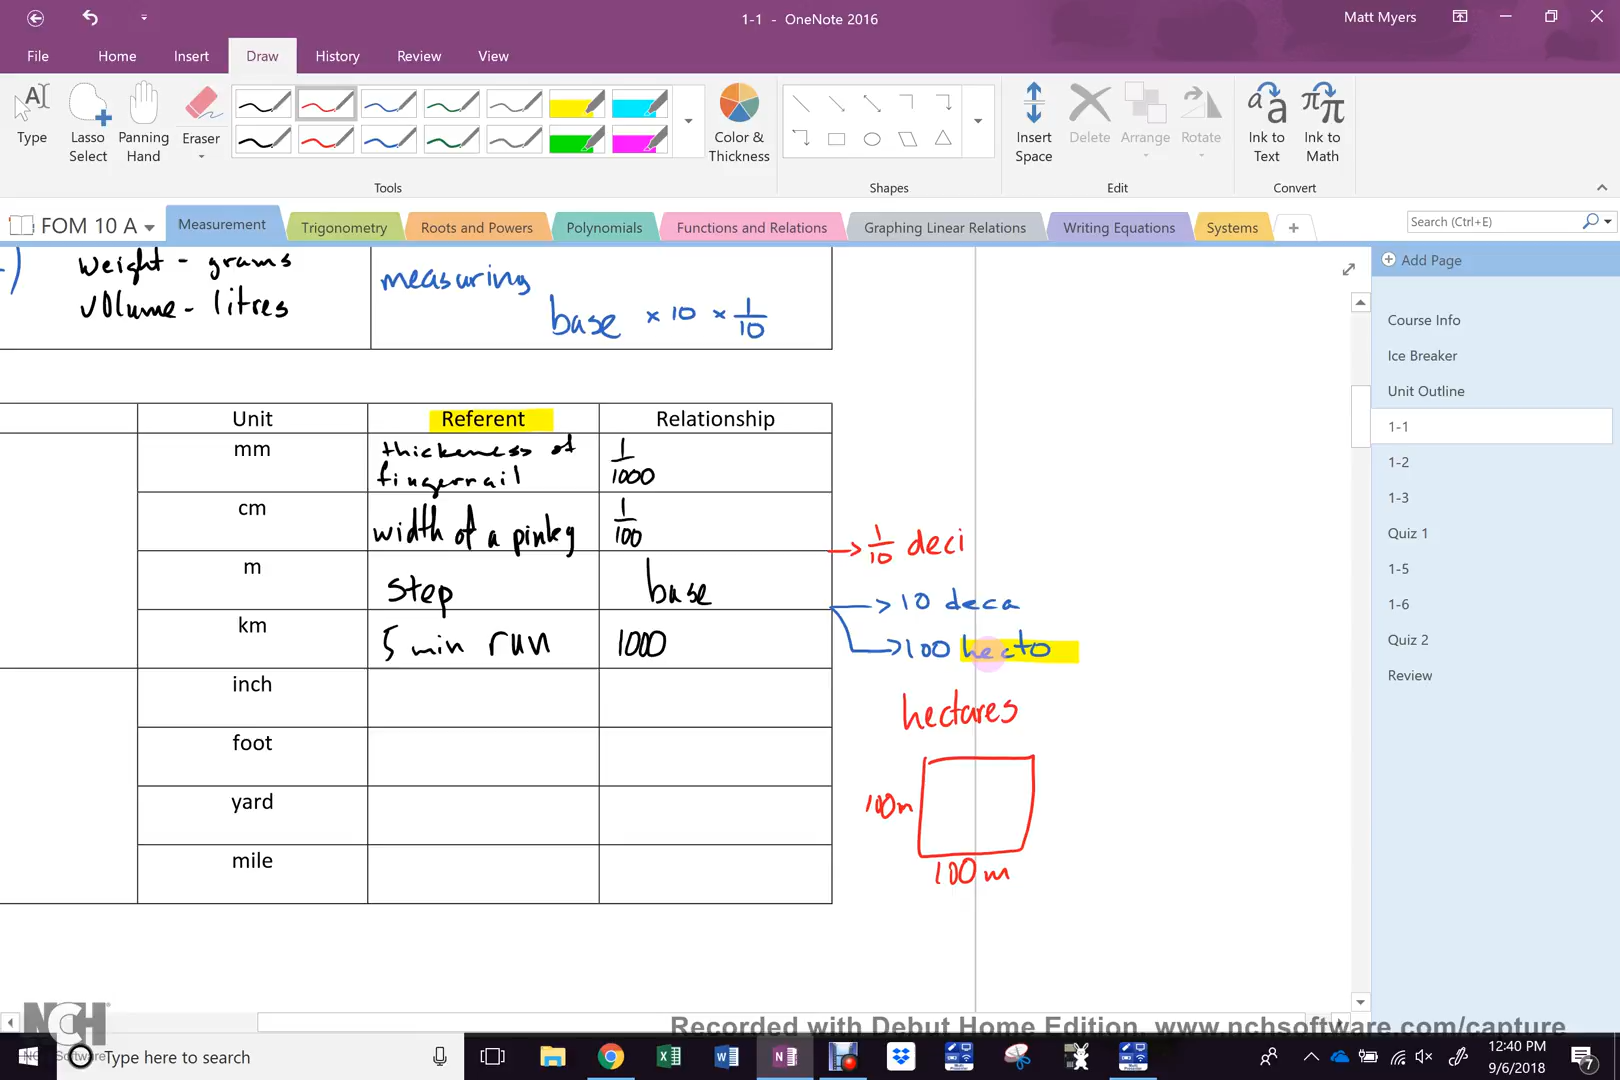 1-1 - OneNote 2016
Matt Myers
File Home Insert Draw History Review View
Type
Lasso Select
Panning Hand
Eraser
Color & Thickness
Insert Space
Delete
Arrange
Rotate
Ink to Text
Ink to Math
Tools
Shapes
Edit
Convert
FOM 10 A
Measurement Trigonometry Roots and Powers Polynomials Functions and Relations Graphing Linear Relations Writing Equations Systems
Search (Ctrl+E)
weight - grams
volume - litres
measuring
base × 10 × 1/10
Unit Referent Relationship
mm thickeness of fingernail 1/1000
cm width of a pinky 1/100
→ 1/10 deci
m step base
→ 10 deca
km 5 min run 1000
→ 100 hecto
inch
hectares
foot
yard
100m
mile
100 m
Add Page
Course Info
Ice Breaker
Unit Outline
1-1
1-2
1-3
Quiz 1
1-5
1-6
Quiz 2
Review
NCH
NCH Software
Recorded with Debut Home Edition, www.nchsoftware.com/capture
Type here to search
12:40 PM
9/6/2018
7